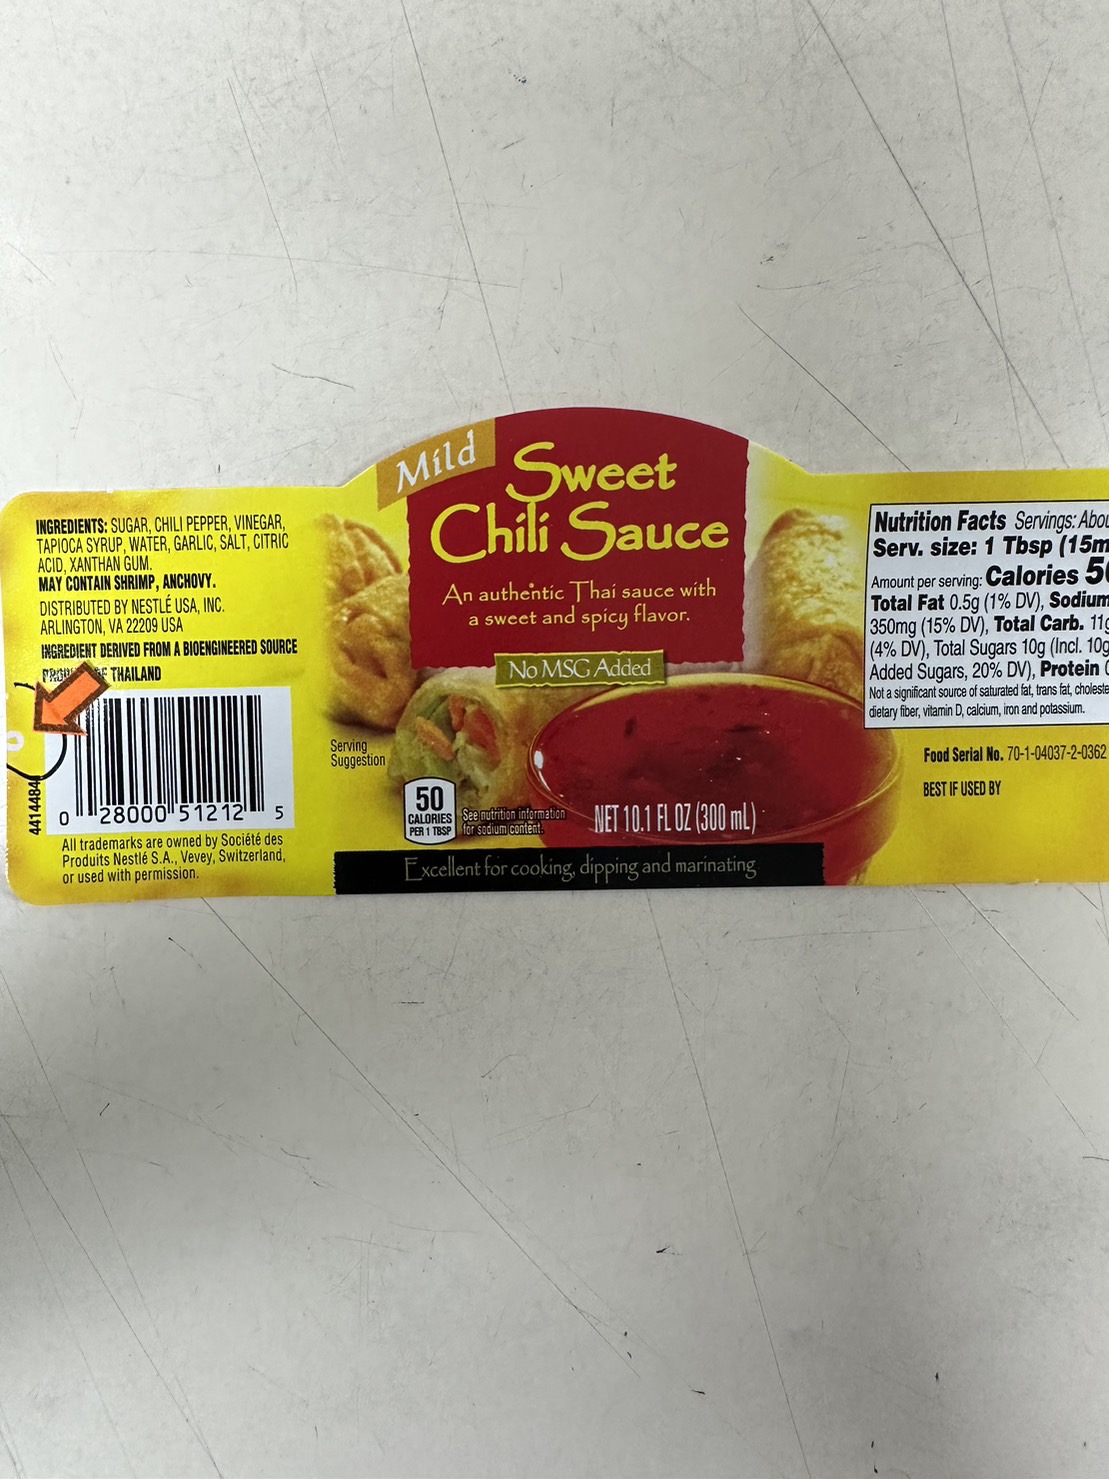 INGREDIENTS: SUGAR, CHILI PEPPER, VINEGAR,
TAPIOCA SYRUP, WATER, GARLIC, SALT, CITRIC
ACID, XANTHAN GUM.
MAY CONTAIN SHRIMP, ANCHOVY.
DISTRIBUTED BY NESTLÉ USA, INC.
ARLINGTON, VA 22209 USA
INGREDIENT DERIVED FROM A BIOENGINEERED SOURCE
THAILAND
0 28000 51212 5
All trademarks are owned by Société des
Produits Nestlé S.A., Vevey, Switzerland,
or used with permission.
Mild
Sweet
Chili Sauce
An authentic Thai sauce with
a sweet and spicy flavor.
No MSG Added
Serving
Suggestion
50
CALORIES
PER 1 TBSP
See nutrition information
for sodium content.
NET 10.1 FL OZ (300 mL)
Excellent for cooking, dipping and marinating
Nutrition Facts Servings:
Serv. size: 1 Tbsp
Amount per serving: Calories
Total Fat 0.5g (1% DV), Sodium
350mg (15% DV), Total Carb.
(4% DV), Total Sugars 10g (Incl. 10g
Added Sugars, 20% DV), Protein
Not a significant source of saturated fat, trans fat,
dietary fiber, vitamin D, calcium, iron and potassium.
Food Serial No. 70-1-04037-2-0362
BEST IF USED BY